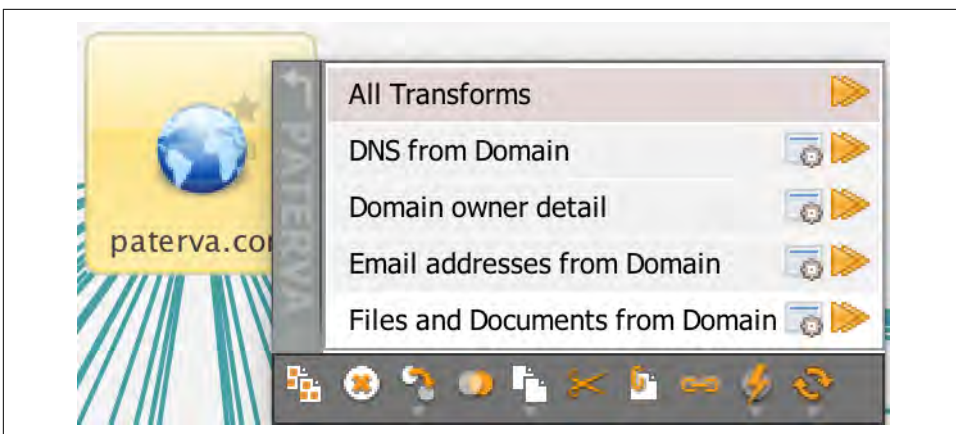 All Transforms
DNS from Domain
Domain owner detail
paterva.co
Email addresses from Domain
Files and Documents from Domain
PATERVA